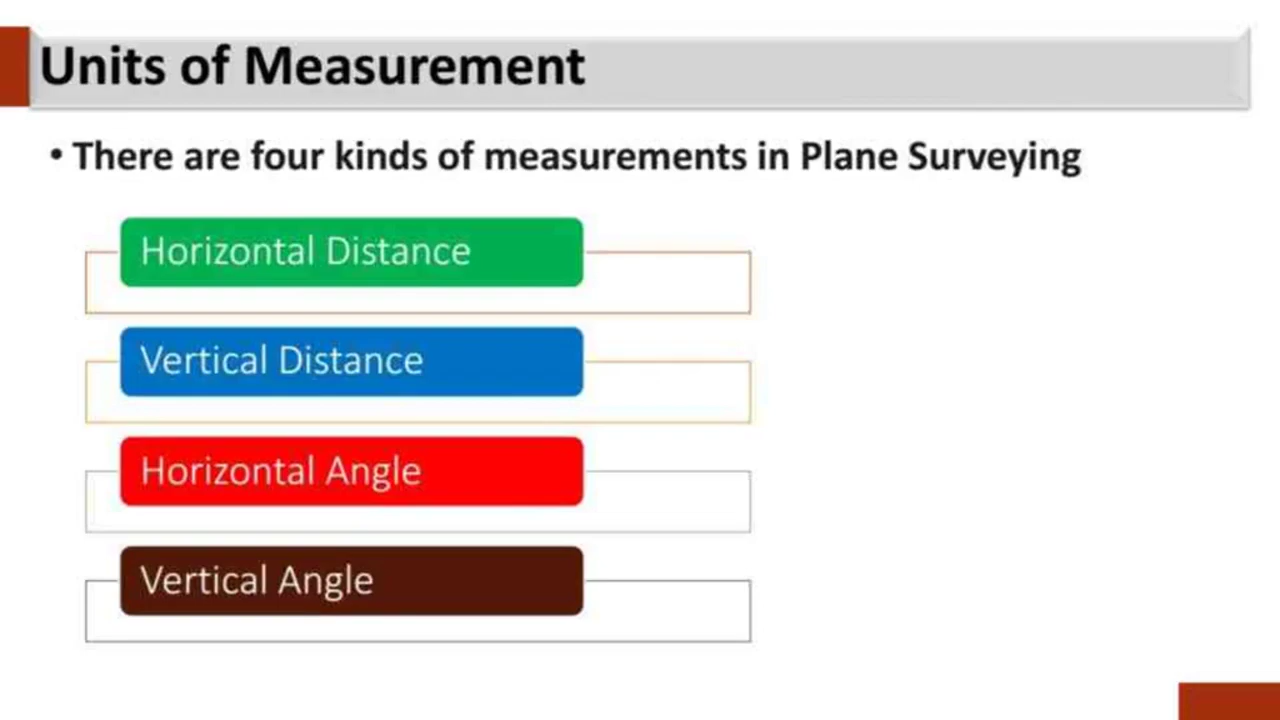 Units of Measurement
• There are four kinds of measurements in Plane Surveying
Horizontal Distance
Vertical Distance
Horizontal Angle
Vertical Angle